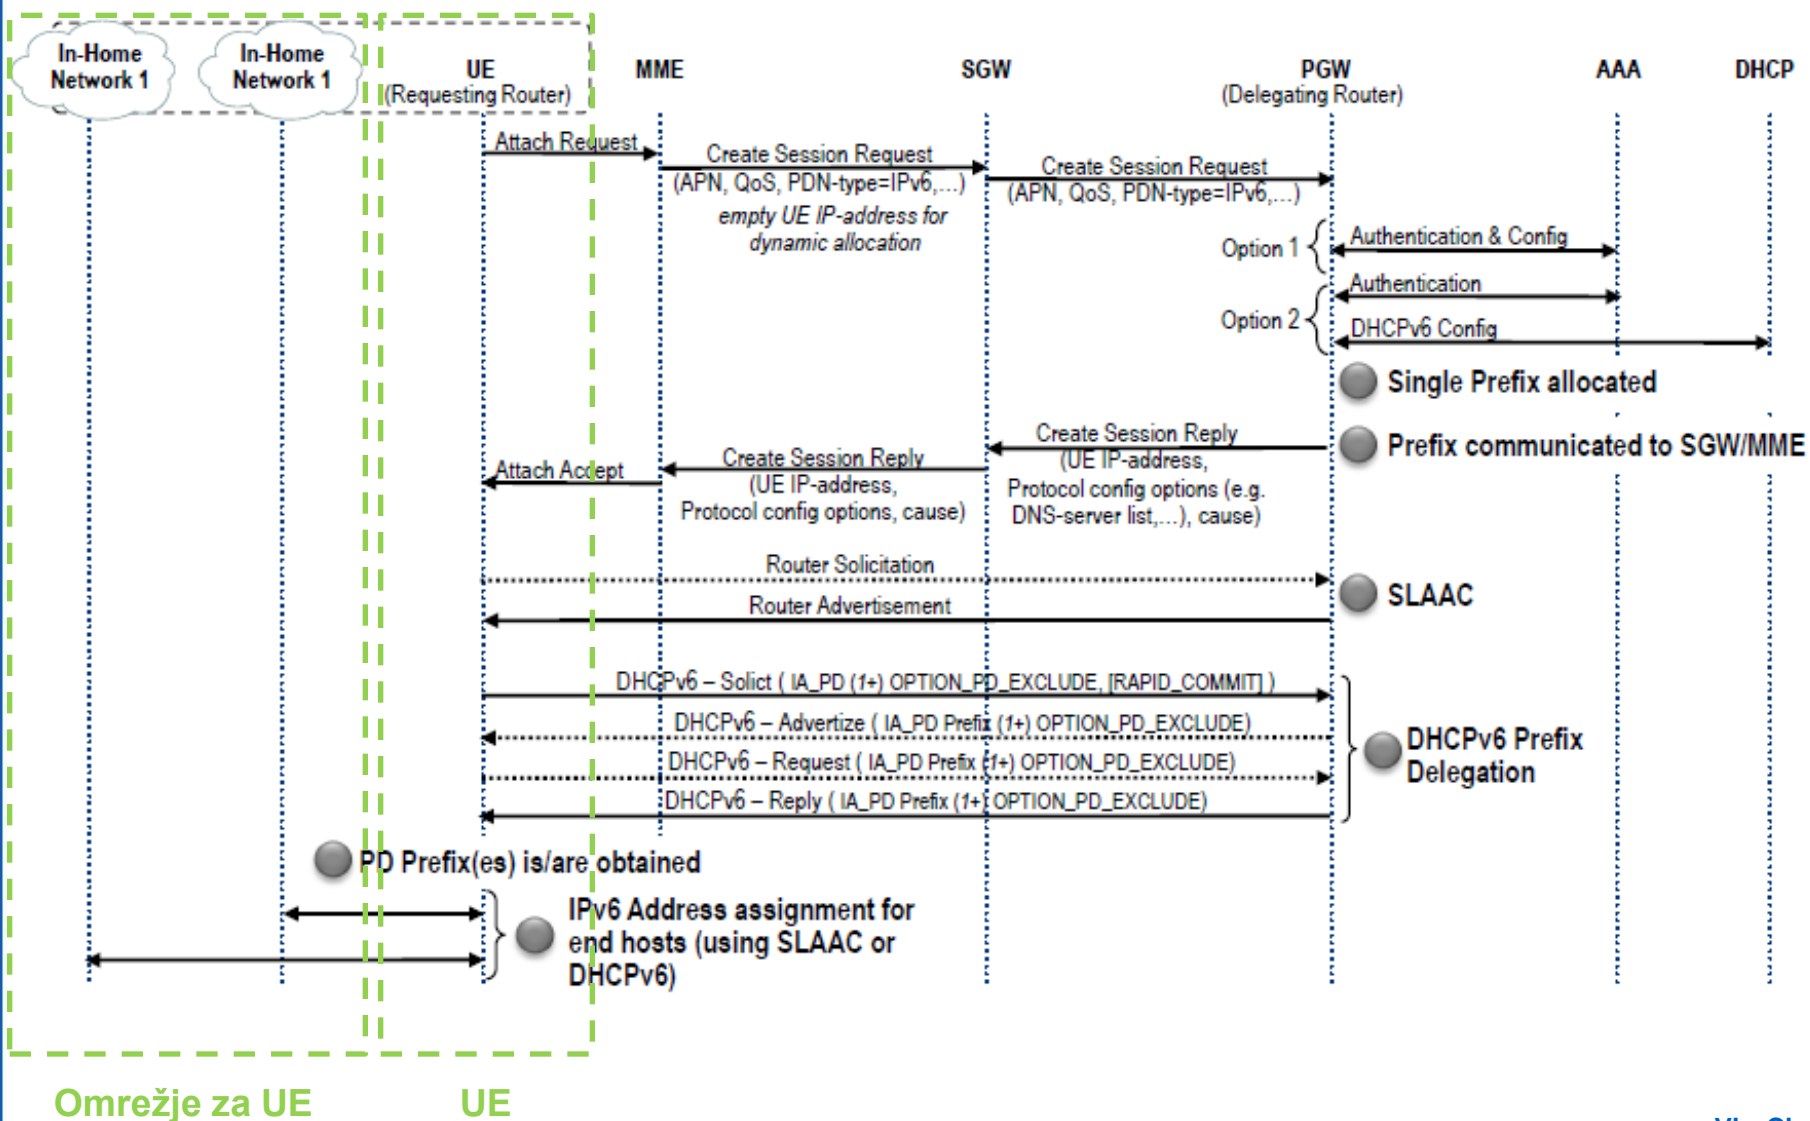 In-Home
Network 1
In-Home
Network 1
UE
(Requesting Router)
MME
SGW
PGW
(Delegating Router)
AAA
DHCP
Attach Request
Create Session Request
(APN, QoS, PDN-type=IPv6,...)
empty UE IP-address for
dynamic allocation
Create Session Request
(APN, QoS, PDN-type=IPv6,...)
Option 1
Authentication & Config
Option 2
Authentication
DHCPv6 Config
Single Prefix allocated
Prefix communicated to SGW/MME
Create Session Reply
(UE IP-address,
Protocol config options (e.g.
DNS-server list,...), cause)
Create Session Reply
(UE IP-address,
Protocol config options, cause)
Attach Accept
Router Solicitation
Router Advertisement
SLAAC
DHCPv6 – Solict ( IA_PD (1+) OPTION_PD_EXCLUDE, [RAPID_COMMIT] )
DHCPv6 – Advertize ( IA_PD Prefix (1+) OPTION_PD_EXCLUDE)
DHCPv6 – Request ( IA_PD Prefix (1+) OPTION_PD_EXCLUDE)
DHCPv6 – Reply ( IA_PD Prefix (1+) OPTION_PD_EXCLUDE)
DHCPv6 Prefix
Delegation
PD Prefix(es) is/are obtained
IPv6 Address assignment for
end hosts (using SLAAC or
DHCPv6)
Omrežje za UE
UE